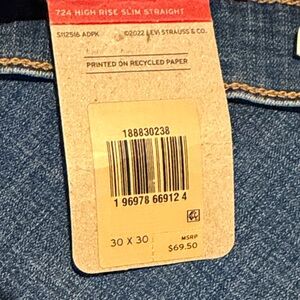 724 HIGH RISE SLIM STRAIGHT
S112516 ADPK ©2022 LEVI STRAUSS & CO.
PRINTED ON RECYCLED PAPER
188830238
1 96978 66912 4
30 X 30
MSRP
$69.50